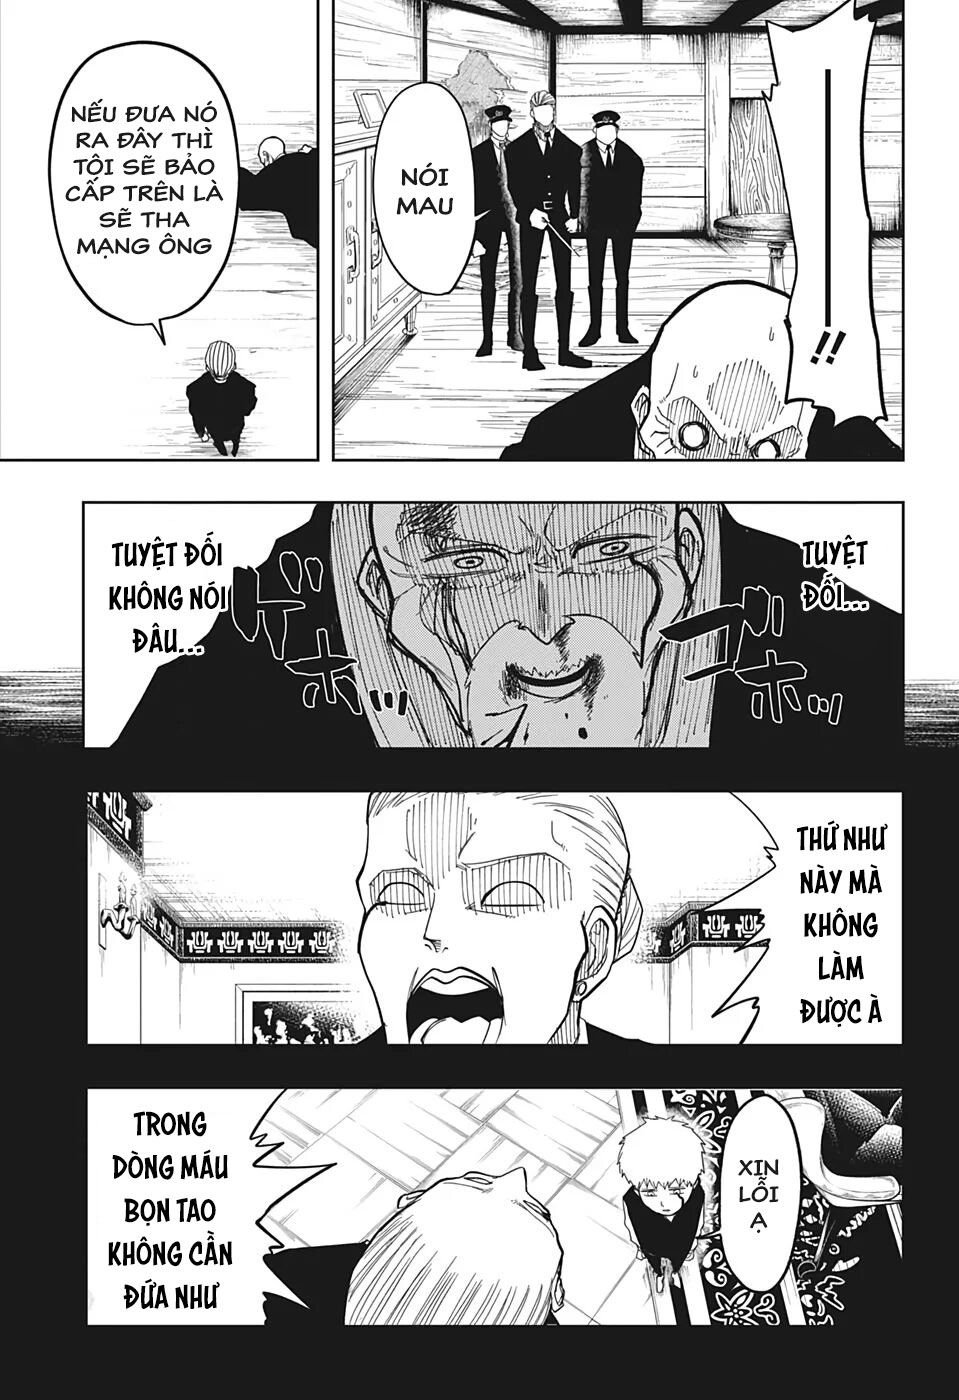 !!
NÓI
MAU
NẾU ĐƯA NÓ
RA ĐÂY THÌ
TÔI SẼ BẢO
CẤP TRÊN LÀ
SẼ THA
MẠNG ÔNG
TUYỆT
ĐỐI...
ゴホッ
ゲホッ
TUYỆT ĐỐI
KHÔNG NÓI
ĐÂU...
THỨ NHƯ
NÀY MÀ
KHÔNG
LÀM
ĐƯỢC À
XIN
LỖI
Ạ
TRONG
DÒNG MÁU
BỌN TAO
KHÔNG CẦN
ĐỨA NHƯ